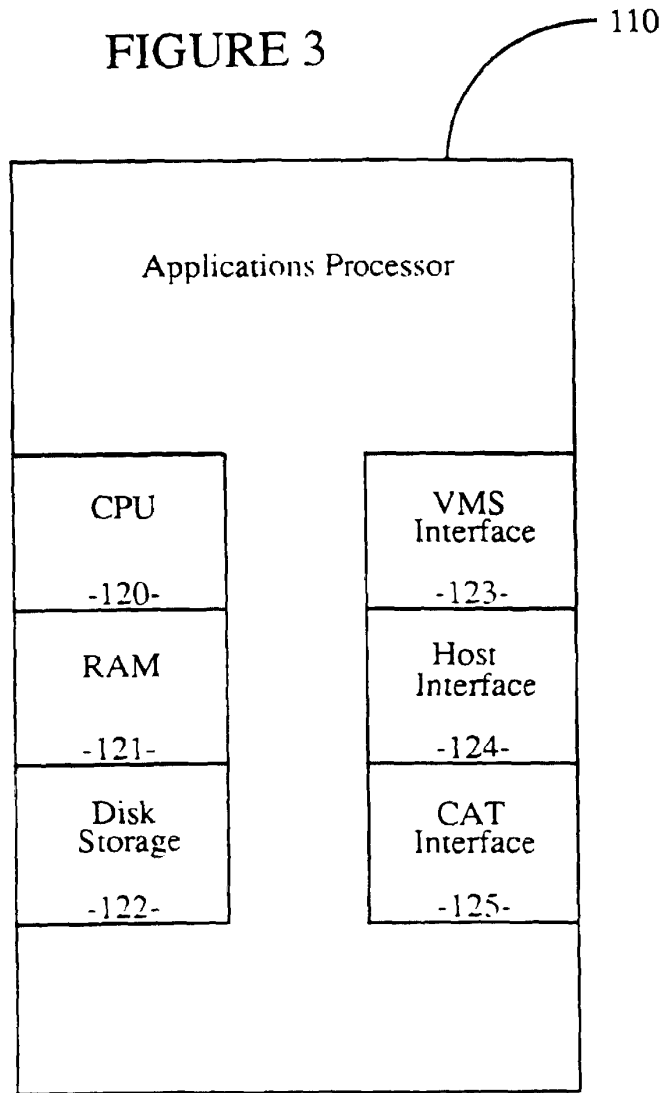 FIGURE 3
110
Applications Processor
CPU
-120-
RAM
-121-
Disk
Storage
-122-
VMS
Interface
-123-
Host
Interface
-124-
CAT
Interface
-125-